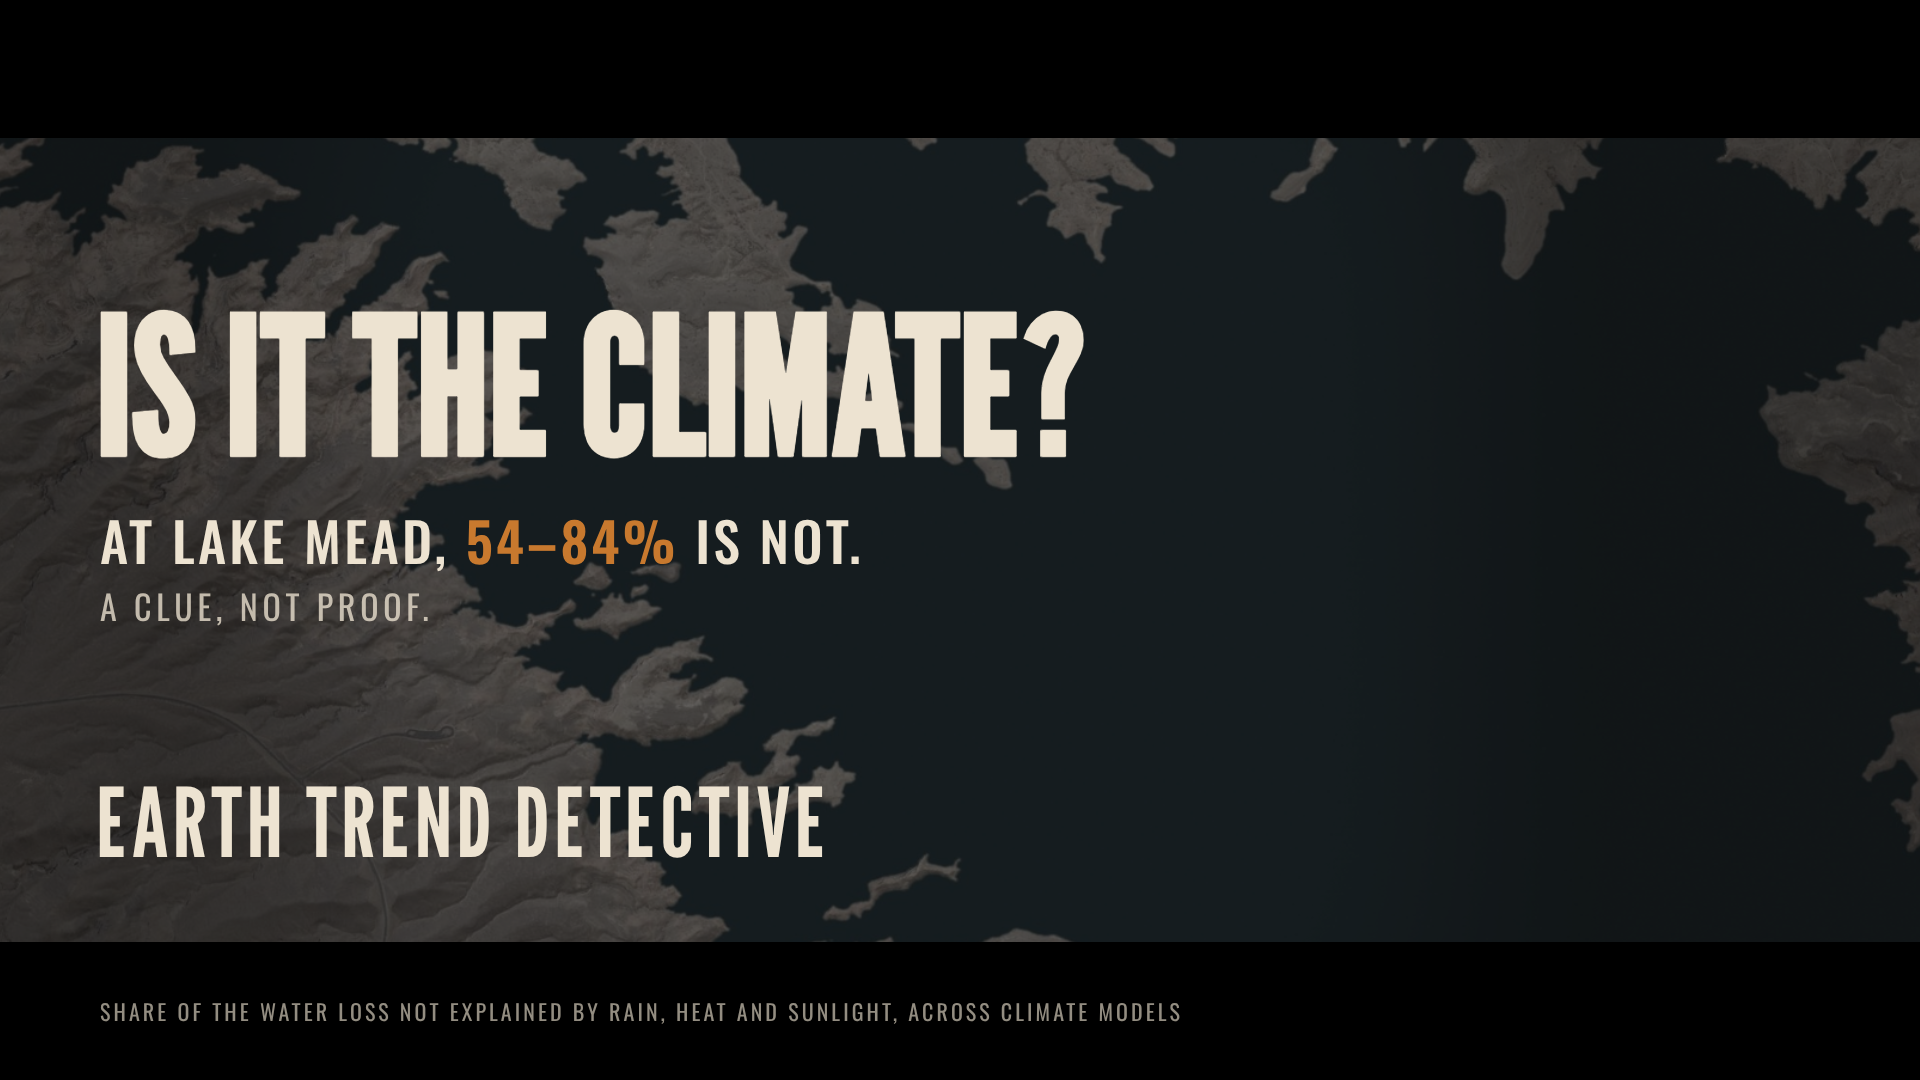 IS IT THE CLIMATE?
AT LAKE MEAD, 54–84% IS NOT.
A CLUE, NOT PROOF.
EARTH TREND DETECTIVE
SHARE OF THE WATER LOSS NOT EXPLAINED BY RAIN, HEAT AND SUNLIGHT, ACROSS CLIMATE MODELS